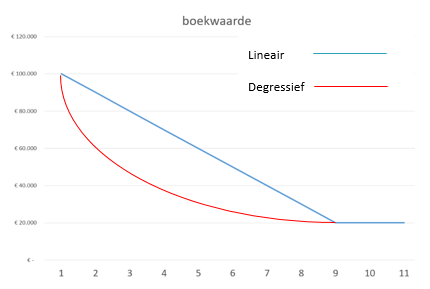 boekwaarde
€ 120.000
Lineair
€ 100.000
Degressief
€ 80.000
€ 60.000
€ 40.000
€ 20.000
€ -
1 2 3 4 5 6 7 8 9 10 11